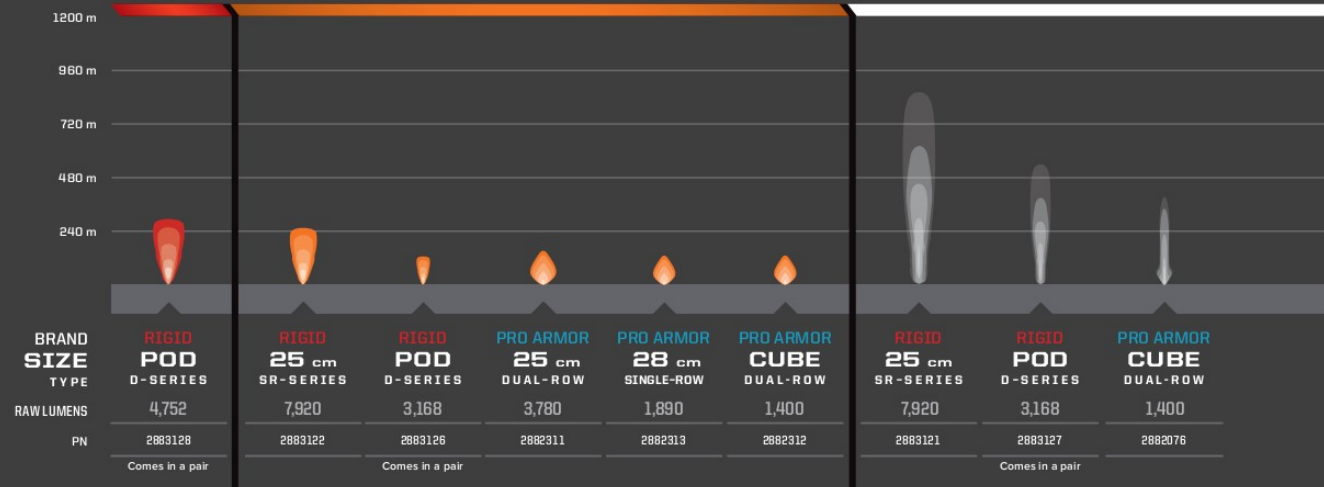 1200 m
960 m
720 m
480 m
240 m
BRAND RIGID RIGID RIGID PRO ARMOR PRO ARMOR PRO ARMOR RIGID RIGID PRO ARMOR
SIZE POD 25 cm POD 25 cm 28 cm CUBE 25 cm POD CUBE
TYPE D-SERIES SR-SERIES D-SERIES DUAL-ROW SINGLE-ROW DUAL-ROW SR-SERIES D-SERIES DUAL-ROW
RAW LUMENS 4,752 7,920 3,168 3,780 1,890 1,400 7,920 3,168 1,400
PN 2883128 2883122 2883126 2882311 2882313 2882312 2883121 2883127 2882076
Comes in a pair Comes in a pair Comes in a pair